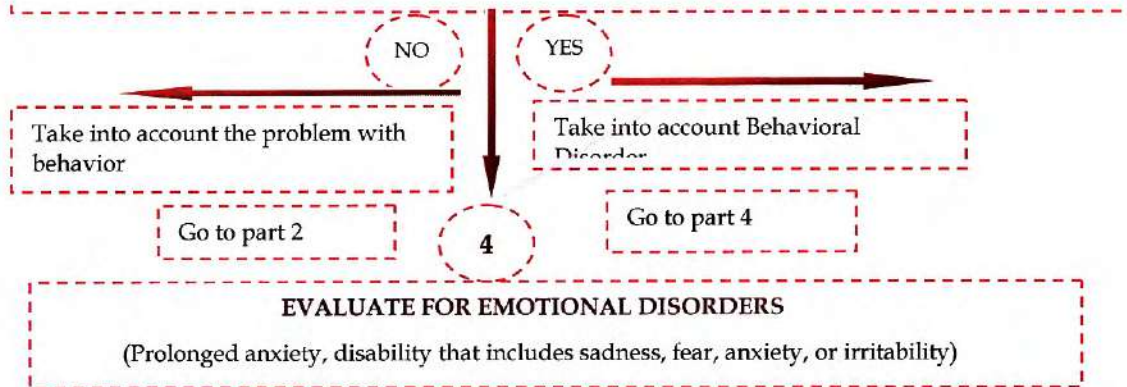 NO
YES
Take into account the problem with
behavior
Take into account Behavioral
Disorder
Go to part 2
4
Go to part 4
EVALUATE FOR EMOTIONAL DISORDERS
(Prolonged anxiety, disability that includes sadness, fear, anxiety, or irritability)